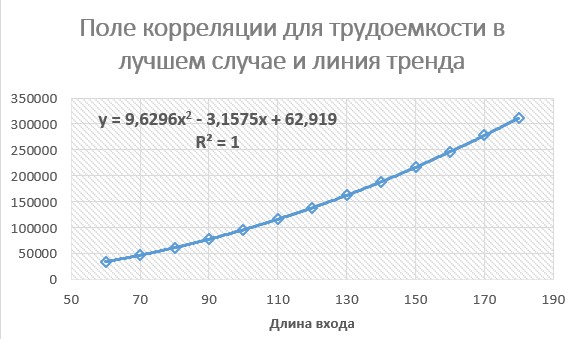 Поле корреляции для трудоемкости в
лучшем случае и линия тренда
350000
y = 9,6296x² - 3,1575x + 62,919
300000
R² = 1
250000
200000
150000
100000
50000
0
50 70 90 110 130 150 170 190
Длина входа